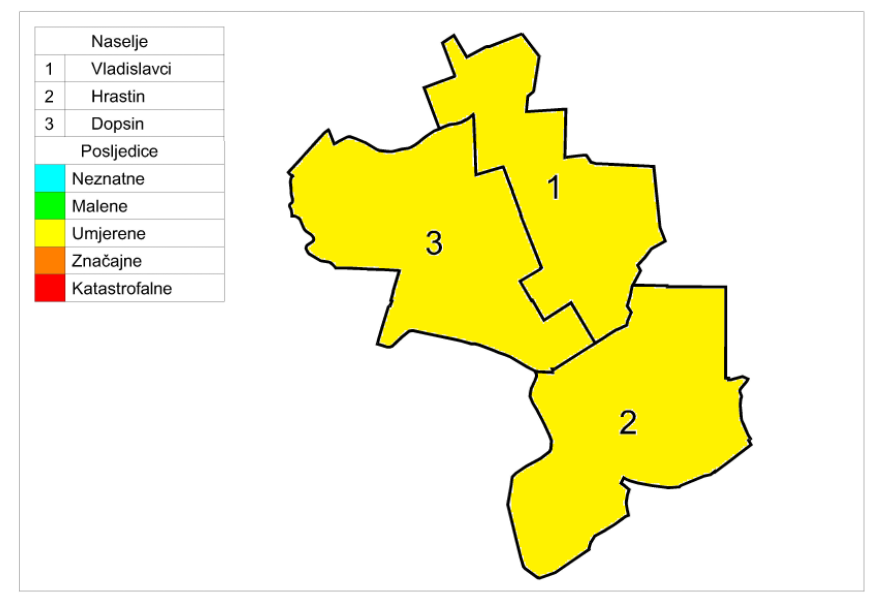 Naselje
1 Vladislavci
2 Hrastin
3 Dopsin
Posljedice
Neznatne
Malene
Umjerene
Značajne
Katastrofalne
1
3
2